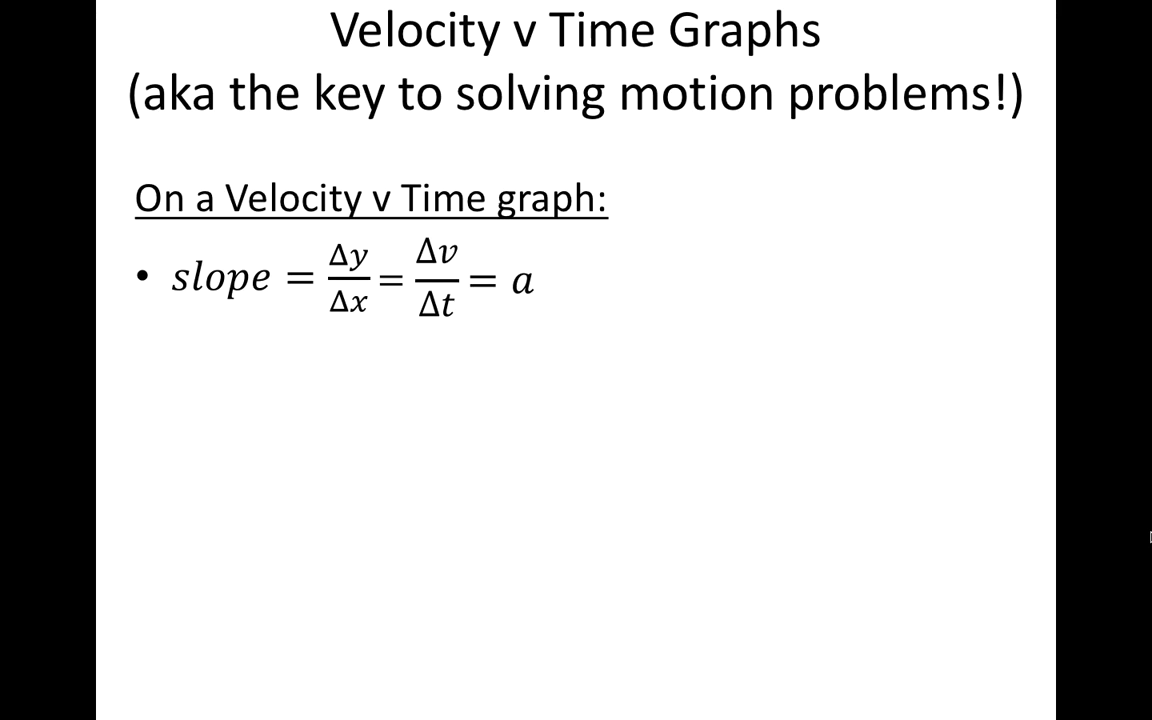 Velocity v Time Graphs
(aka the key to solving motion problems!)
On a Velocity v Time graph:
• slope = Δy/Δx = Δv/Δt = a